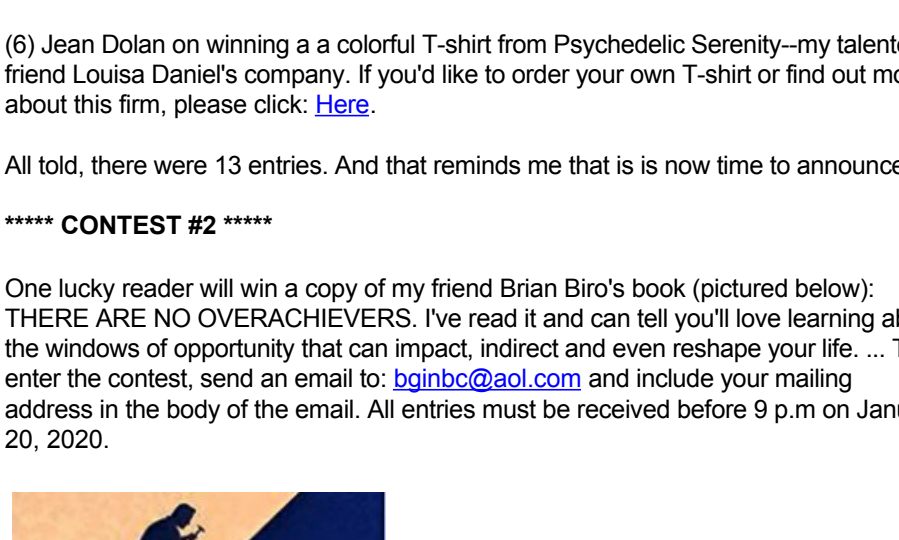 (6) Jean Dolan on winning a a colorful T-shirt from Psychedelic Serenity--my
friend Louisa Daniel's company. If you'd like to order your own T-shirt or find out
about this firm, please click: Here.
All told, there were 13 entries. And that reminds me that is is now time to announce
***** CONTEST #2 *****
One lucky reader will win a copy of my friend Brian Biro's book (pictured below):
THERE ARE NO OVERACHIEVERS. I've read it and can tell you'll love learning
the windows of opportunity that can impact, indirect and even reshape your life. ...
enter the contest, send an email to: bginbc@aol.com and include your mailing
address in the body of the email. All entries must be received before 9 p.m on
20, 2020.